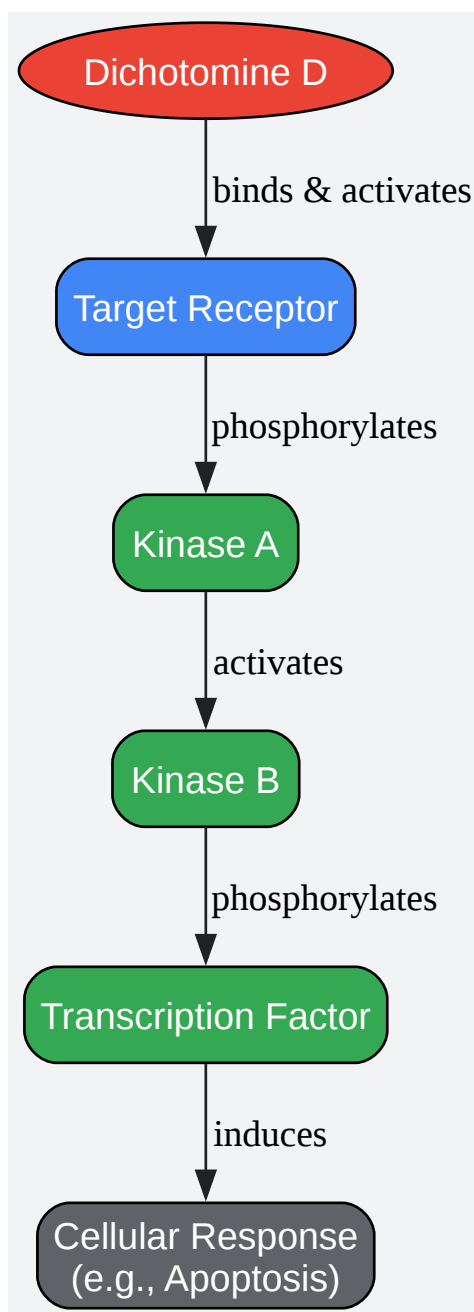 Dichotomine D
binds & activates
Target Receptor
phosphorylates
Kinase A
activates
Kinase B
phosphorylates
Transcription Factor
induces
Cellular Response
(e.g., Apoptosis)